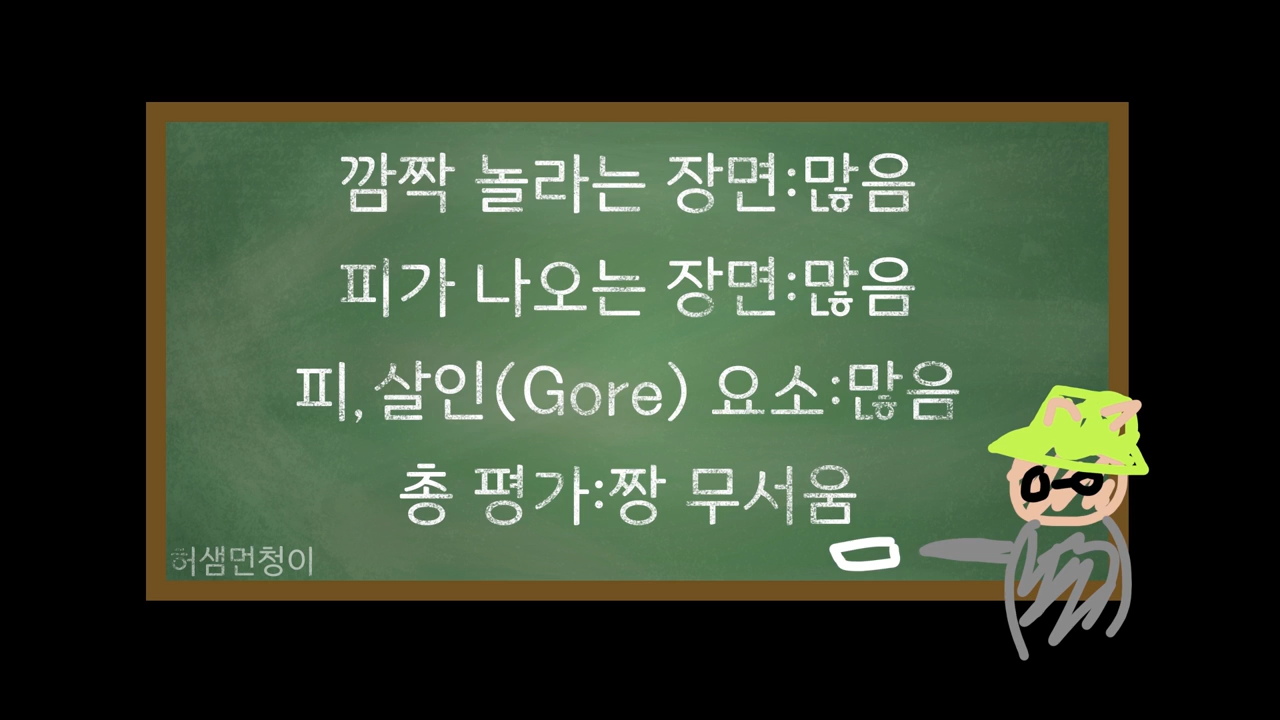 깜짝 놀라는 장면:많음
피가 나오는 장면:많음
피,살인(Gore) 요소:많음
총 평가:짱 무서움
허샘먼청이